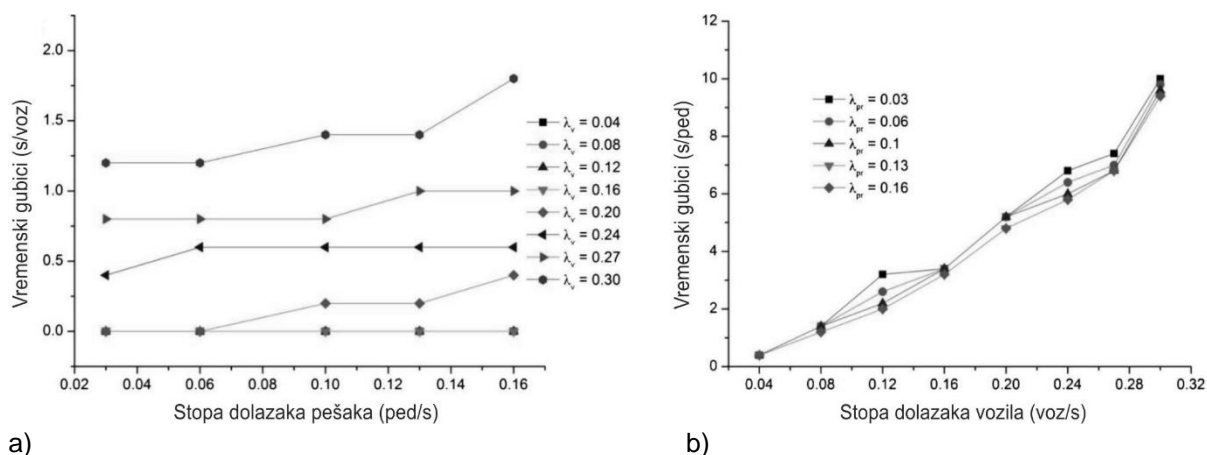 2.0
1.5
1.0
0.5
0.0
Vremenski gubici (s/voz)
0.02 0.04 0.06 0.08 0.10 0.12 0.14 0.16
Stopa dolazaka pešaka (ped/s)
λv = 0.04
λv = 0.08
λv = 0.12
λv = 0.16
λv = 0.20
λv = 0.24
λv = 0.27
λv = 0.30
a)
12
10
8
6
4
2
0
Vremenski gubici (s/ped)
λpr = 0.03
λpr = 0.06
λpr = 0.1
λpr = 0.13
λpr = 0.16
0.04 0.08 0.12 0.16 0.20 0.24 0.28 0.32
Stopa dolazaka vozila (voz/s)
b)